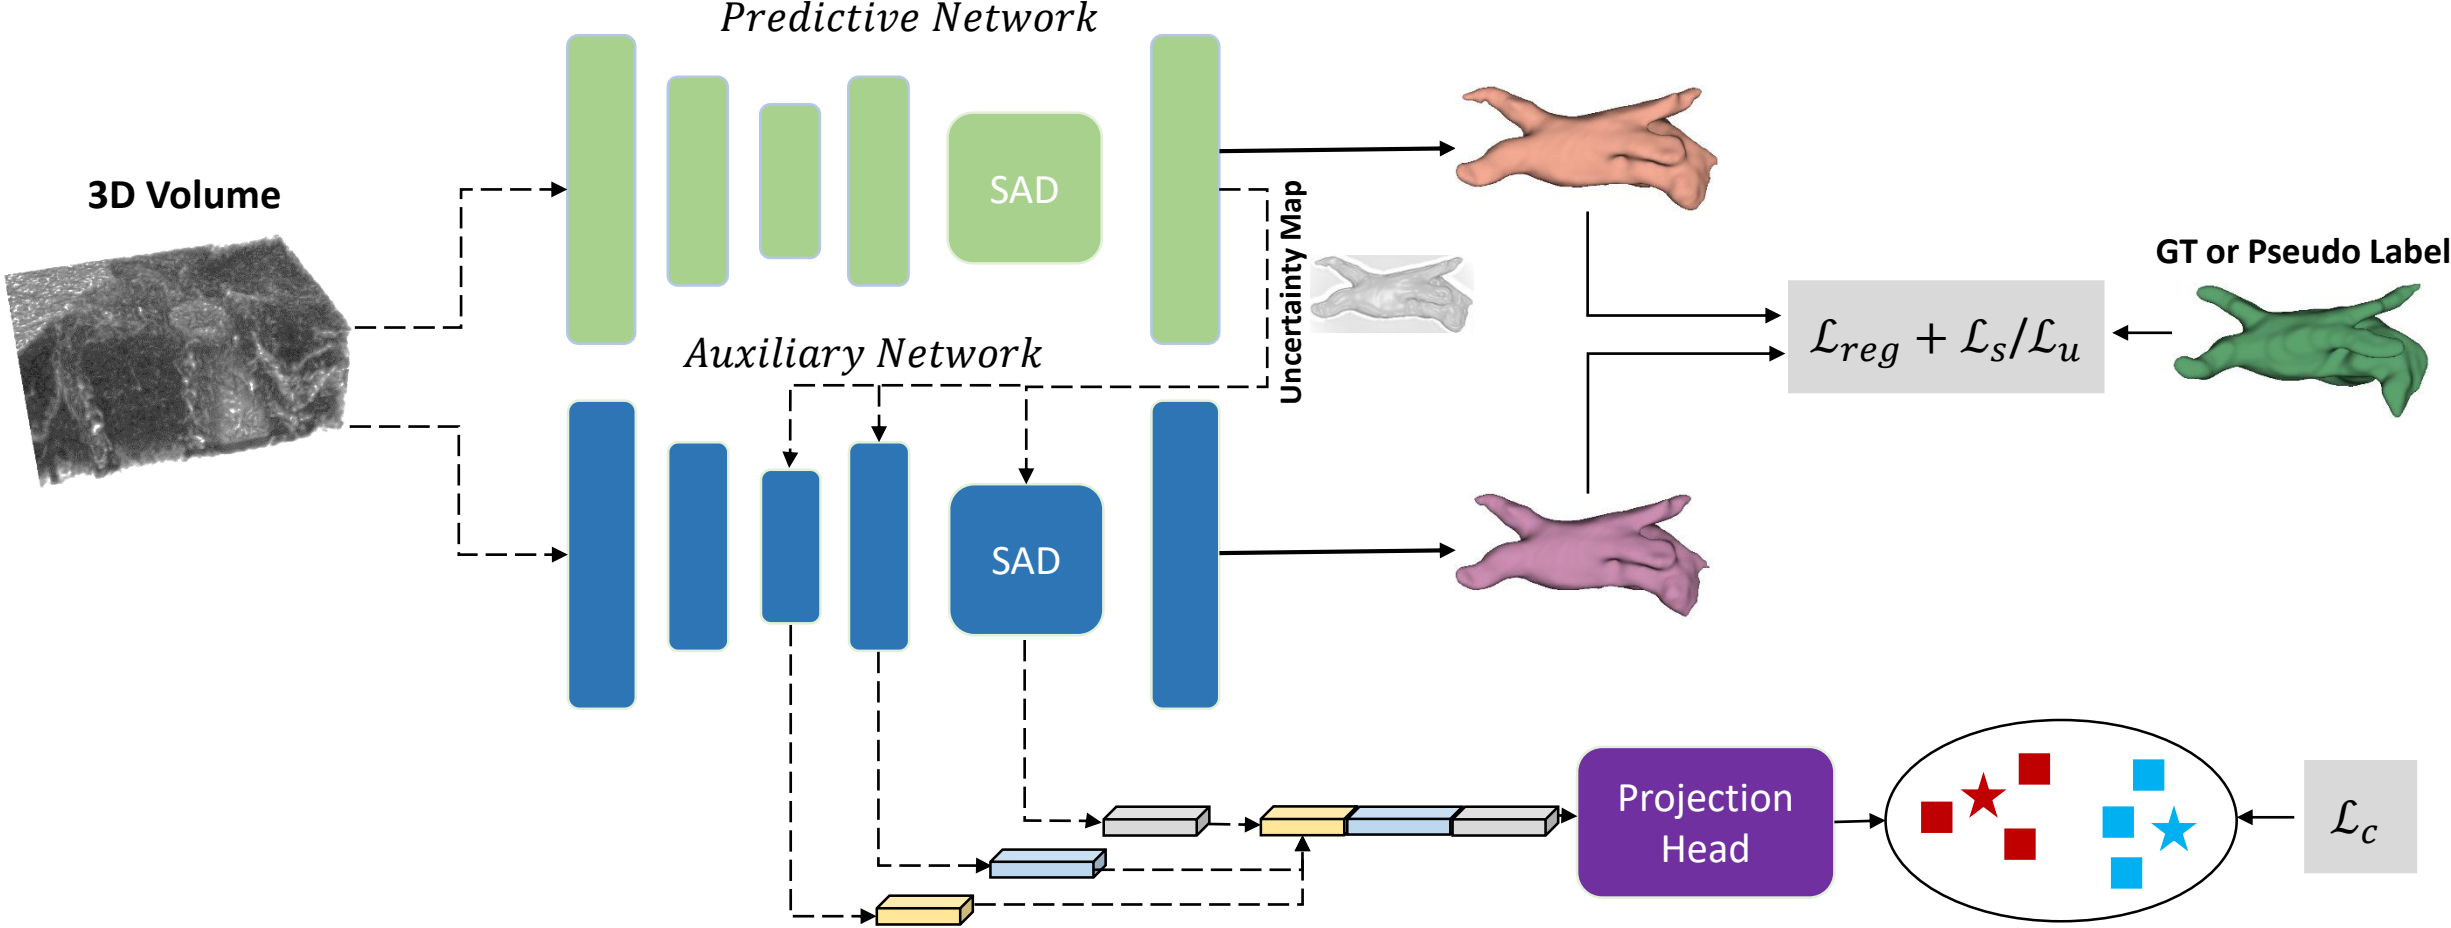 Predictive Network
3D Volume
SAD
Uncertainty Map
GT or Pseudo Label
ℒreg + ℒs/ℒu
Auxiliary Network
SAD
Projection
Head
ℒc